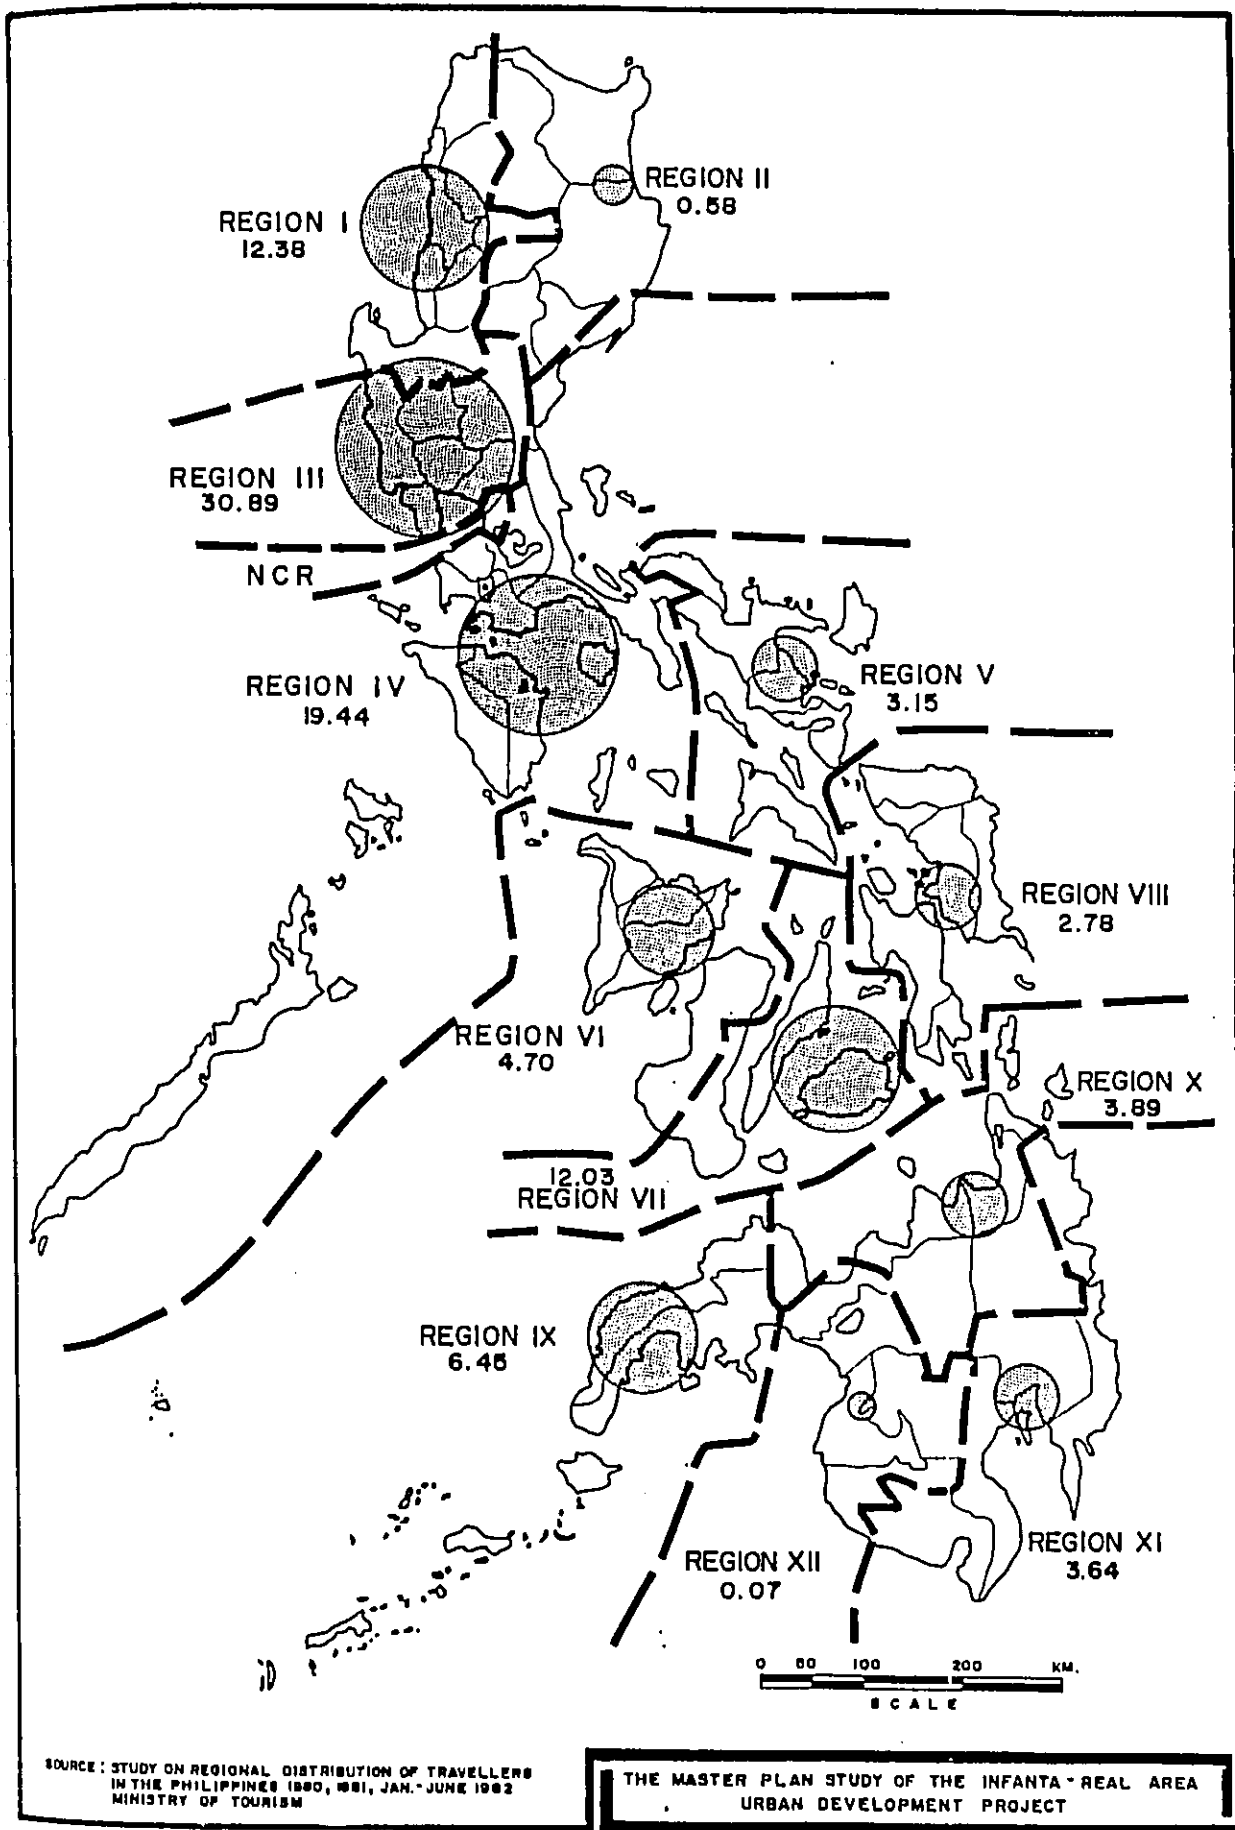 REGION II
0.58
REGION I
12.38
REGION III
30.89
NCR
REGION IV
19.44
REGION V
3.15
REGION VIII
2.78
REGION VI
4.70
REGION X
3.89
12.03
REGION VII
REGION IX
6.45
REGION XII
0.07
REGION XI
3.64
0 50 100 200 KM.
SCALE
SOURCE: STUDY ON REGIONAL DISTRIBUTION OF TRAVELLERS
IN THE PHILIPPINES 1980, 1981, JAN.-JUNE 1982
MINISTRY OF TOURISM
THE MASTER PLAN STUDY OF THE INFANTA-REAL AREA
URBAN DEVELOPMENT PROJECT